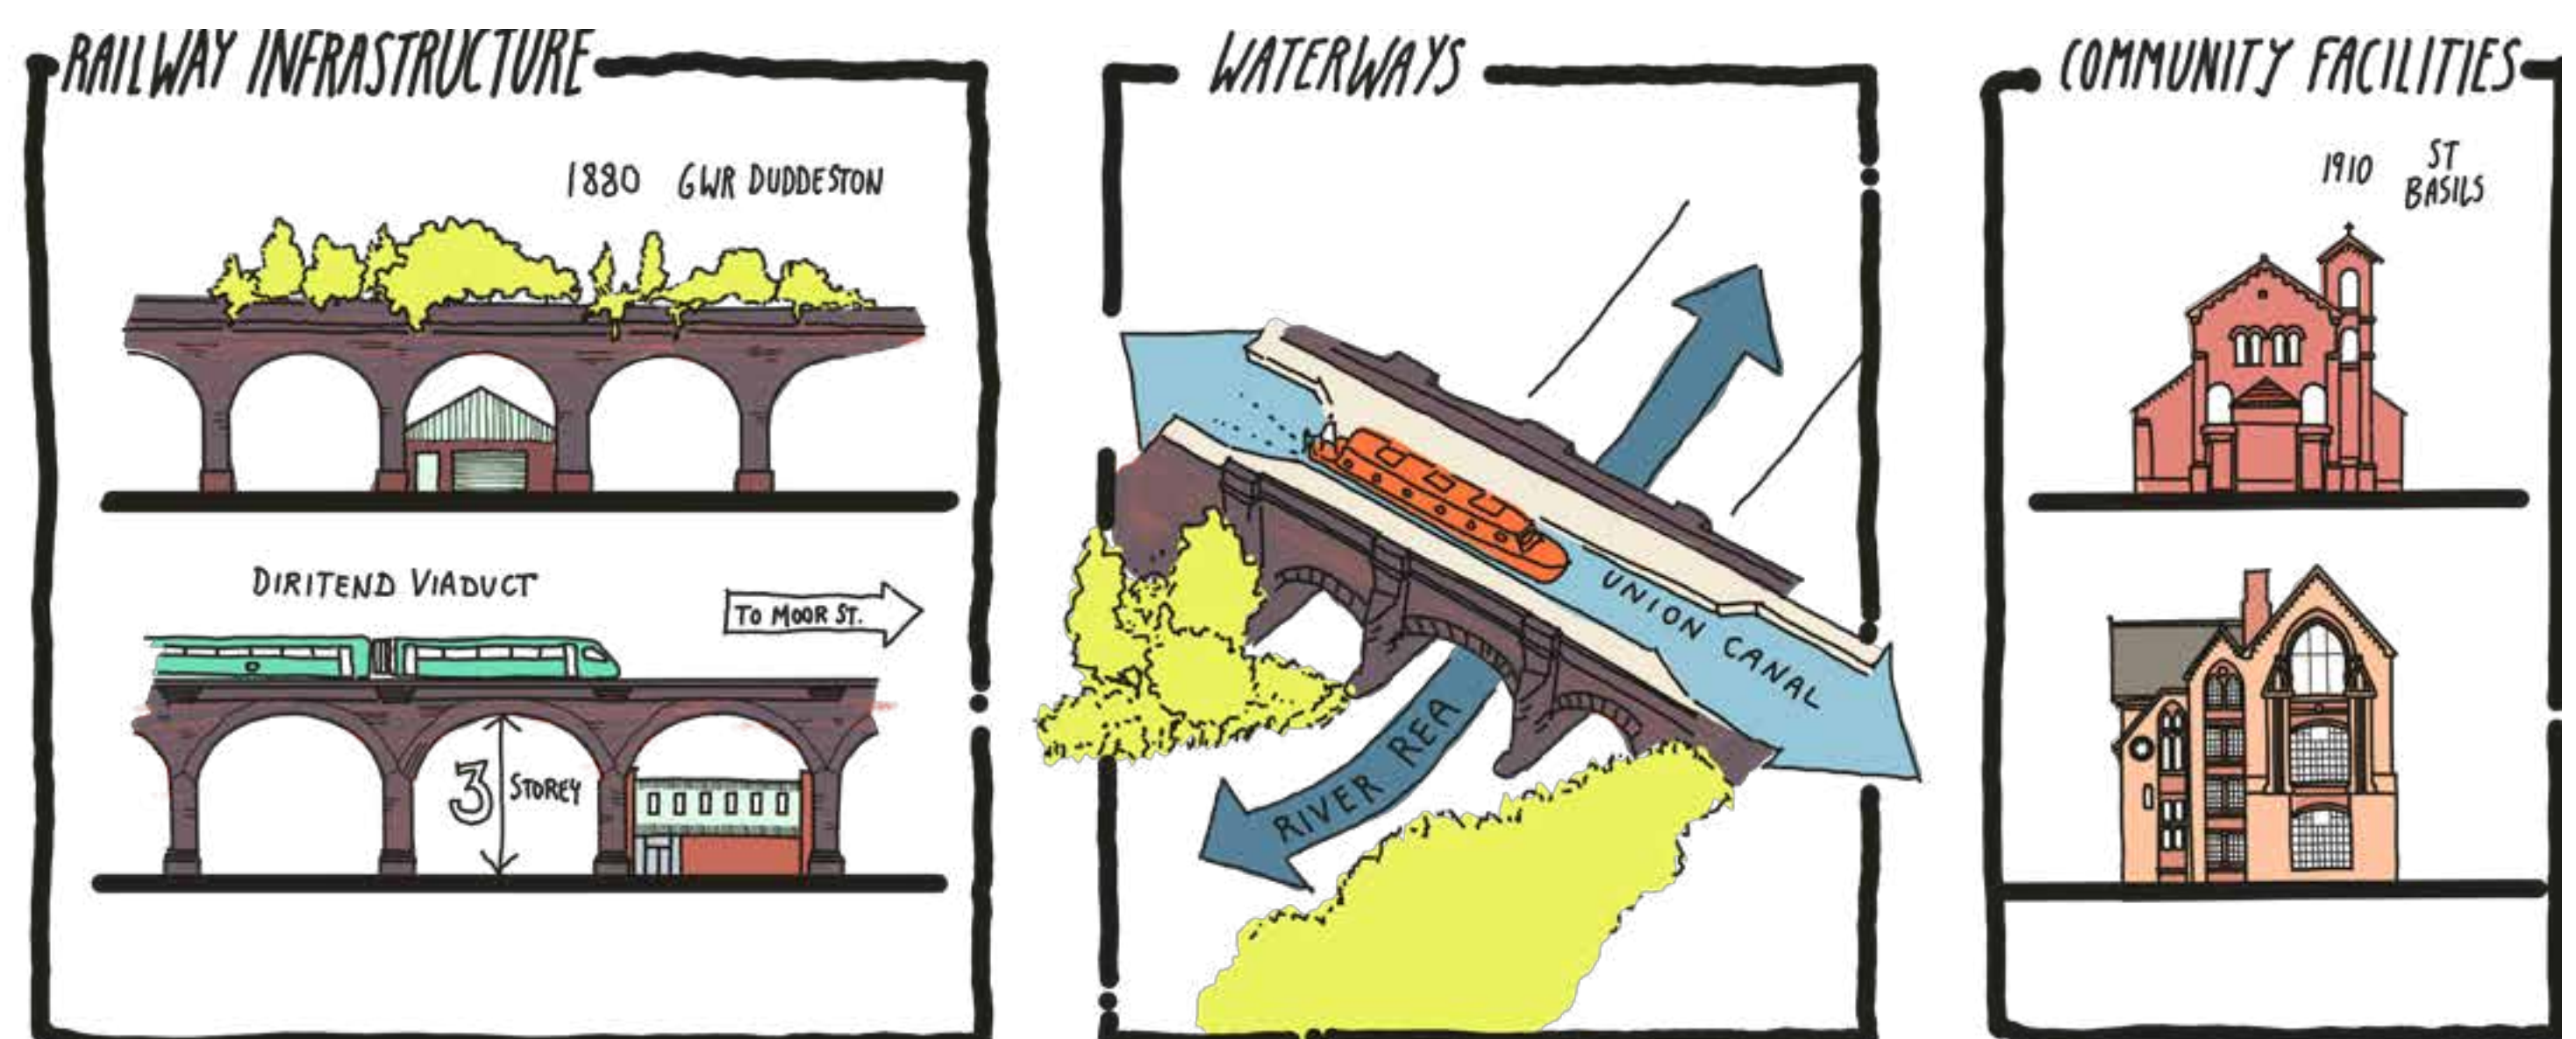 RAILWAY INFRASTRUCTURE
1880 GWR DUDDESTON
DIRITEND VIADUCT
TO MOOR ST.
3 STOREY
WATERWAYS
UNION CANAL
RIVER REA
COMMUNITY FACILITIES
1910 ST
BASILS